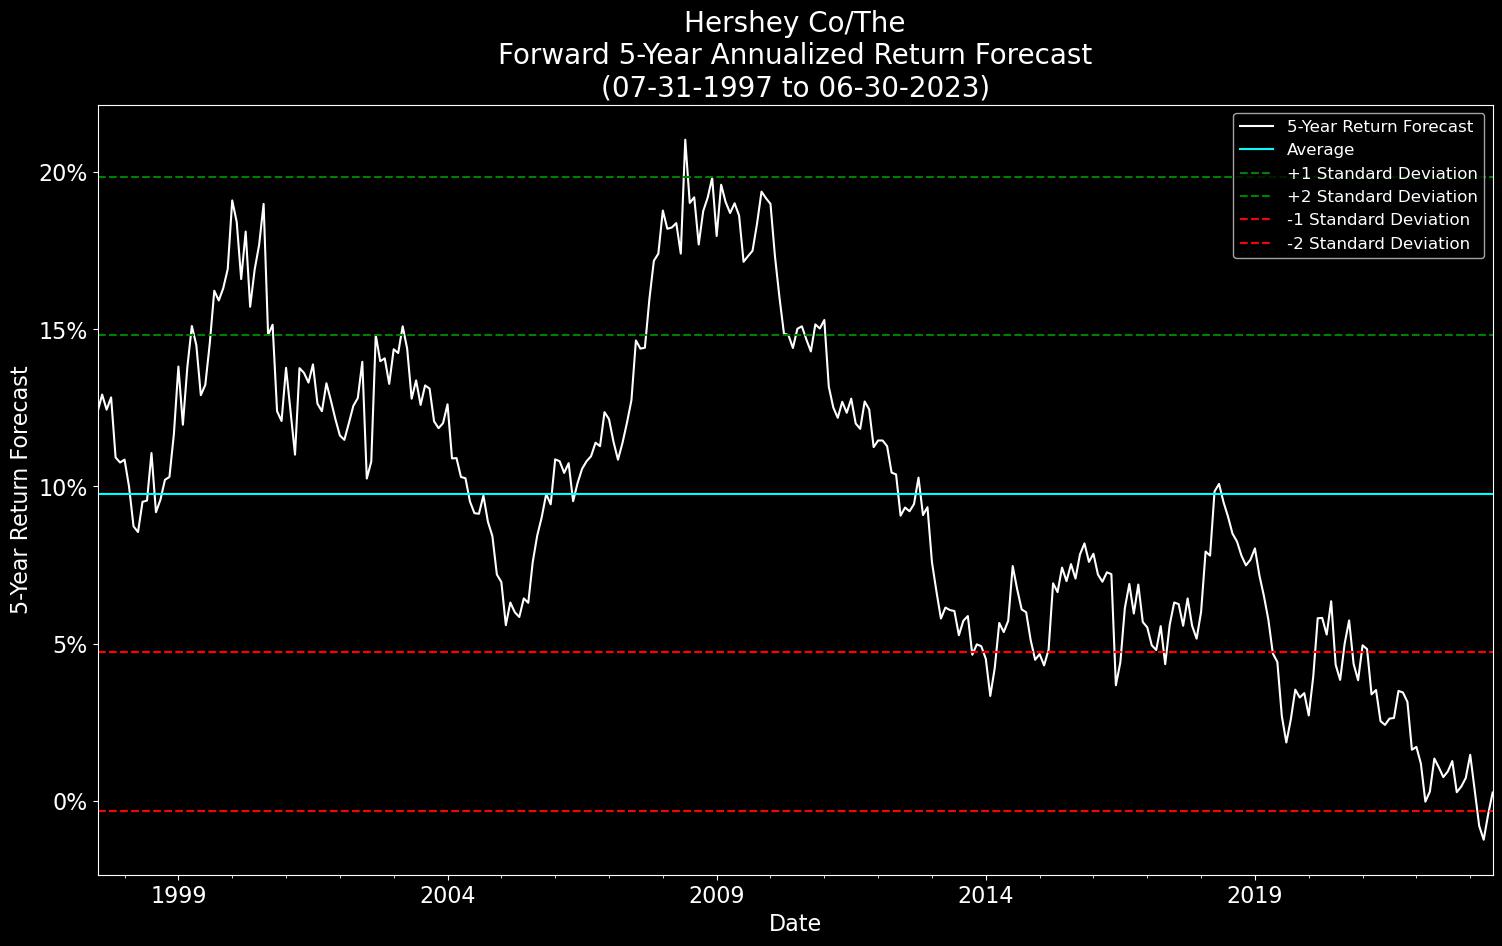 Hershey Co/The
Forward 5-Year Annualized Return Forecast
(07-31-1997 to 06-30-2023)
5-Year Return Forecast
20%
15%
10%
5%
0%
5-Year Return Forecast
Average
+1 Standard Deviation
+2 Standard Deviation
-1 Standard Deviation
-2 Standard Deviation
1999
2004
2009
2014
2019
Date